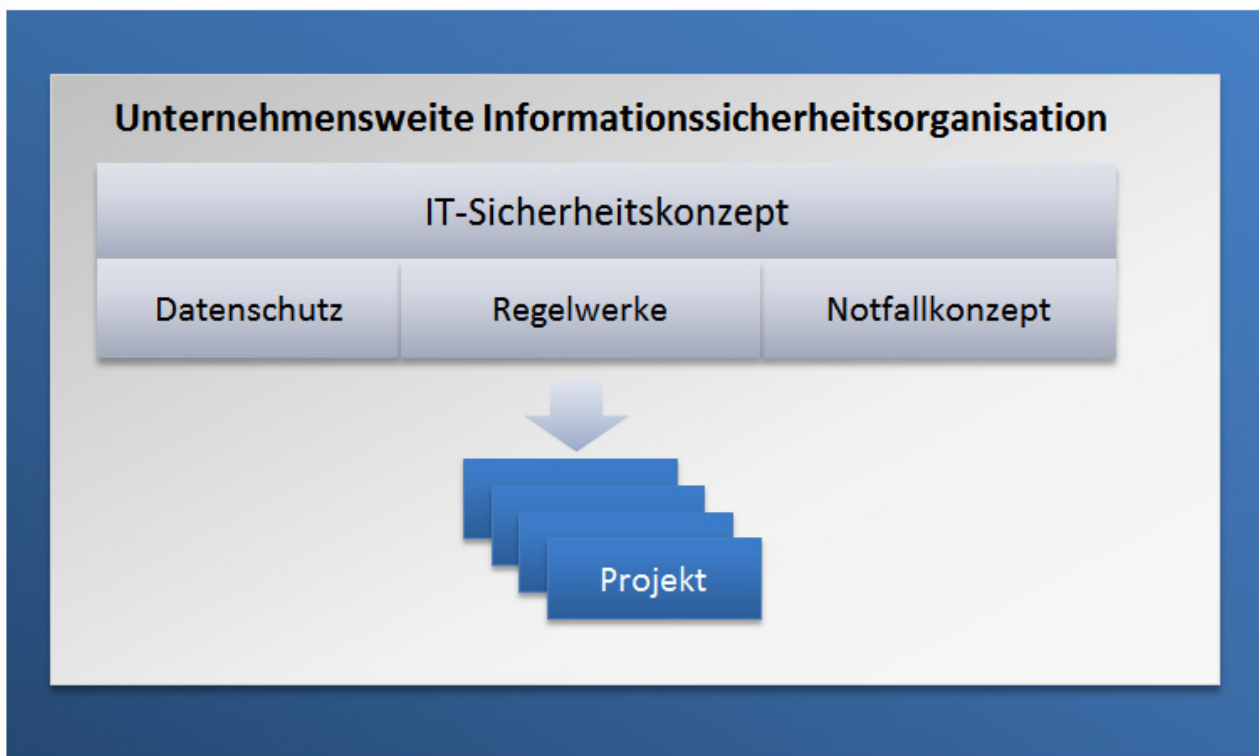 Unternehmensweite Informationssicherheitsorganisation
IT-Sicherheitskonzept
Datenschutz
Regelwerke
Notfallkonzept
Projekt